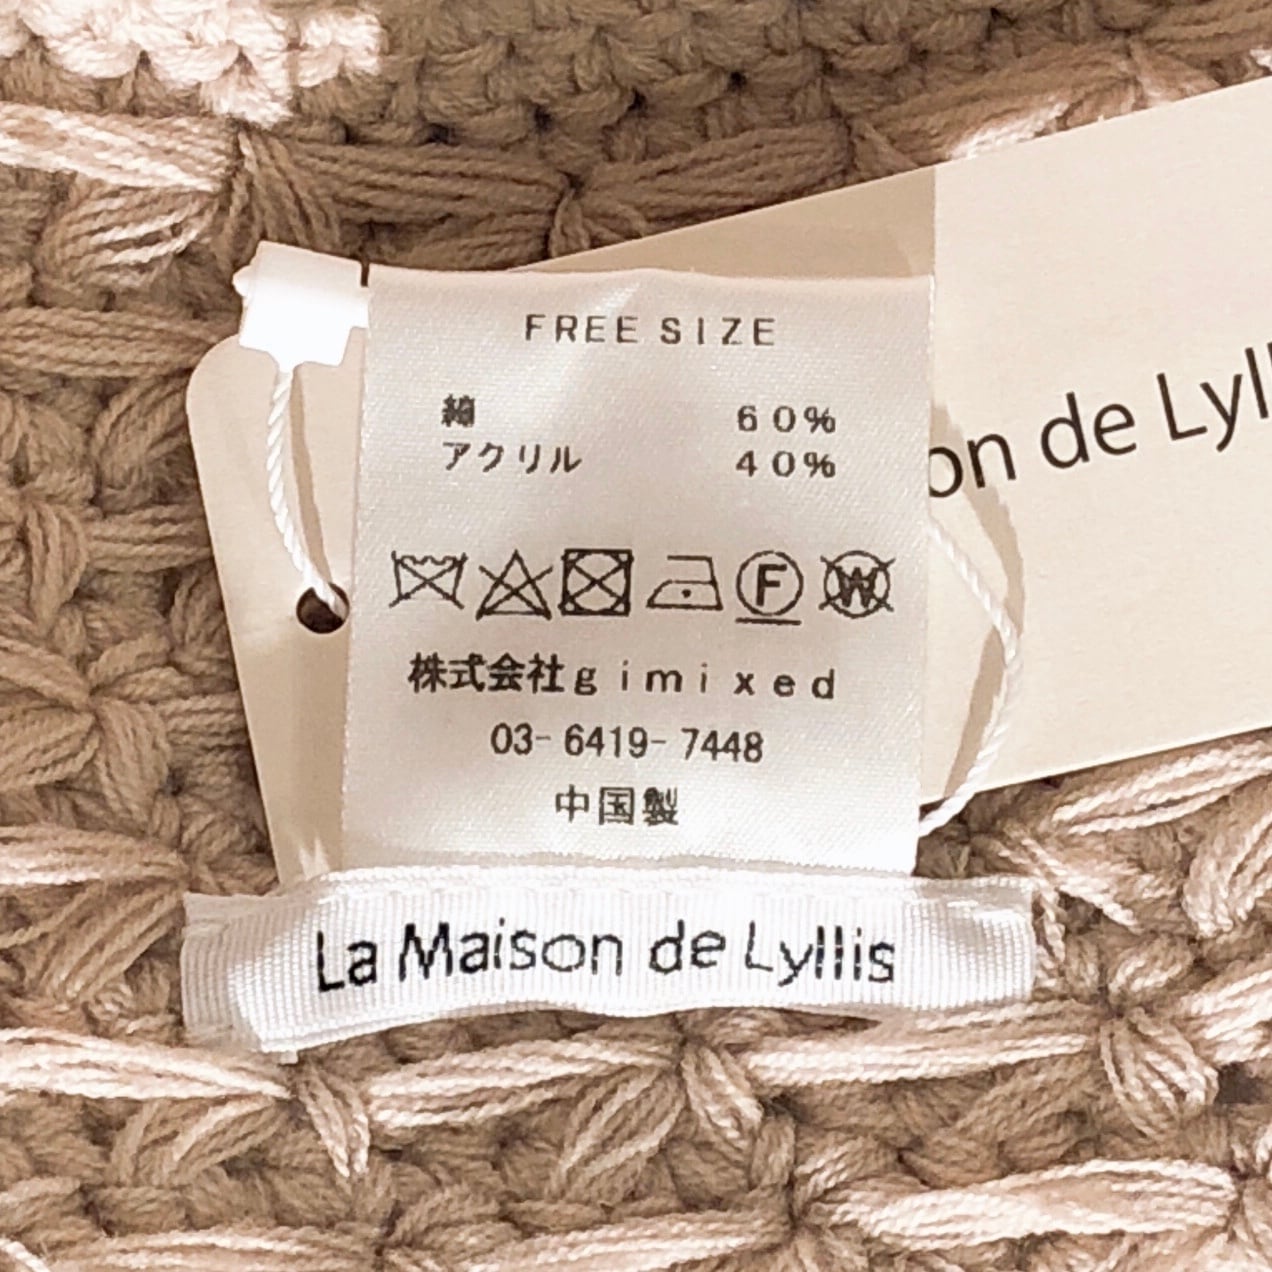 FREE SIZE
綿 60%
アクリル 40%
F W
株式会社gimixed
03-6419-7448
中国製
La Maison de Lyllis
on de Lyll